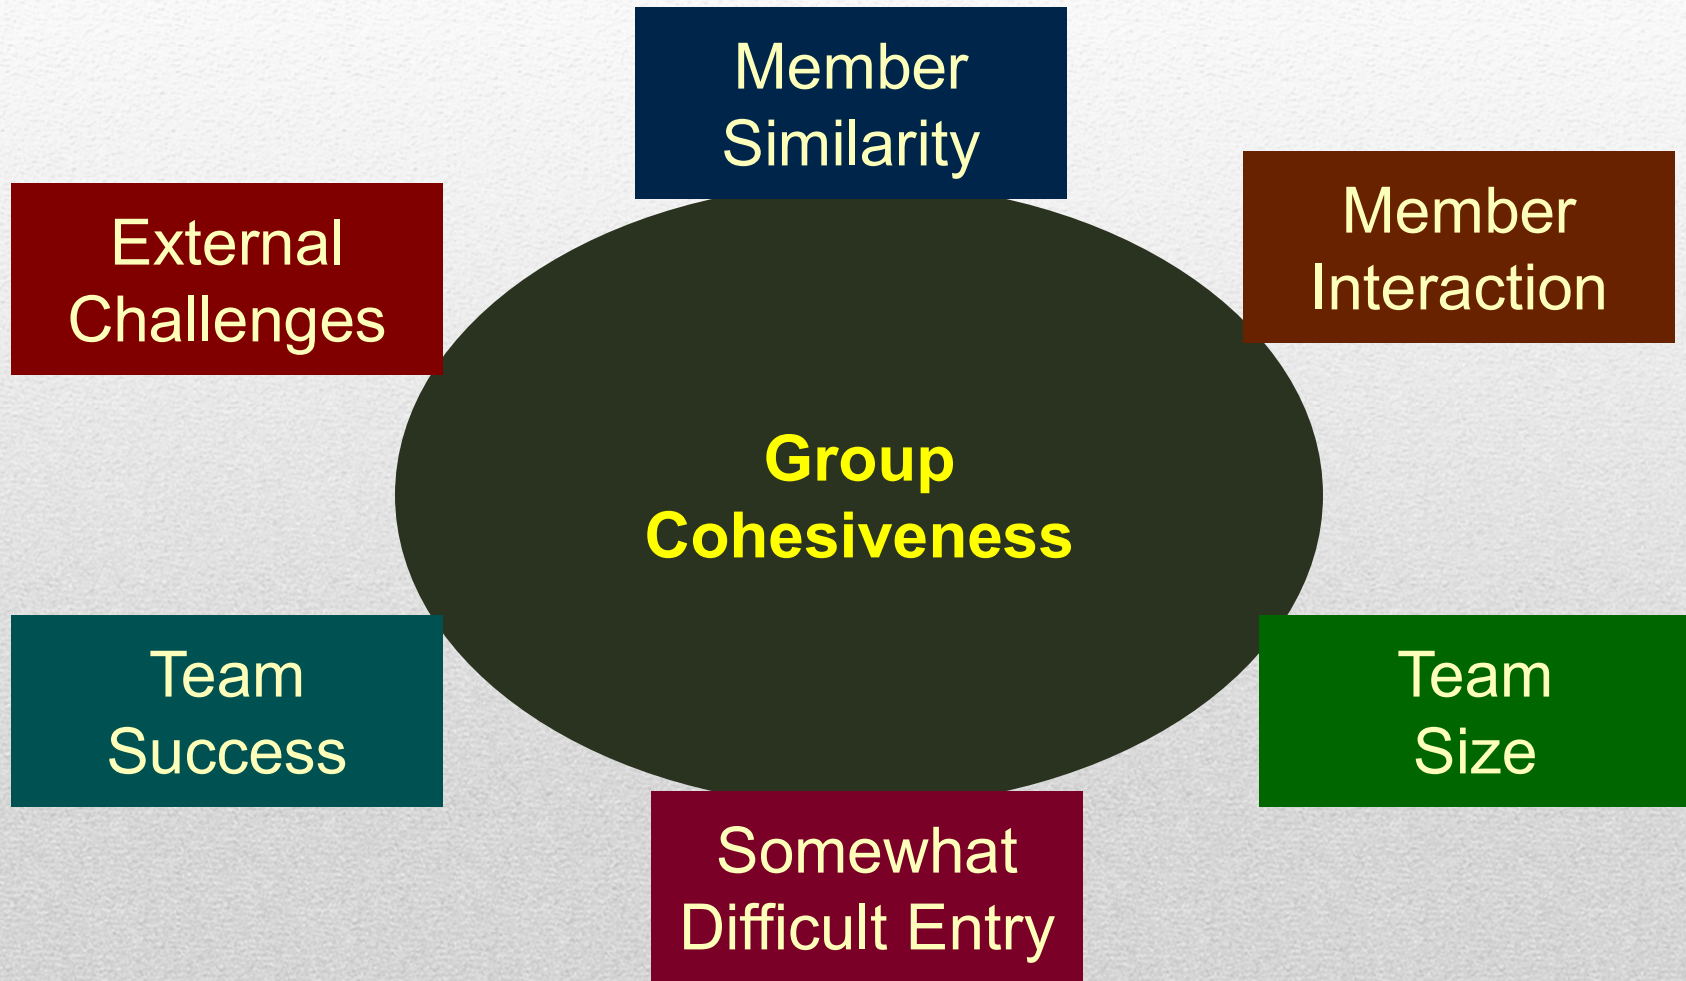 Member
Similarity
External
Challenges
Member
Interaction
Group
Cohesiveness
Team
Success
Team
Size
Somewhat
Difficult Entry